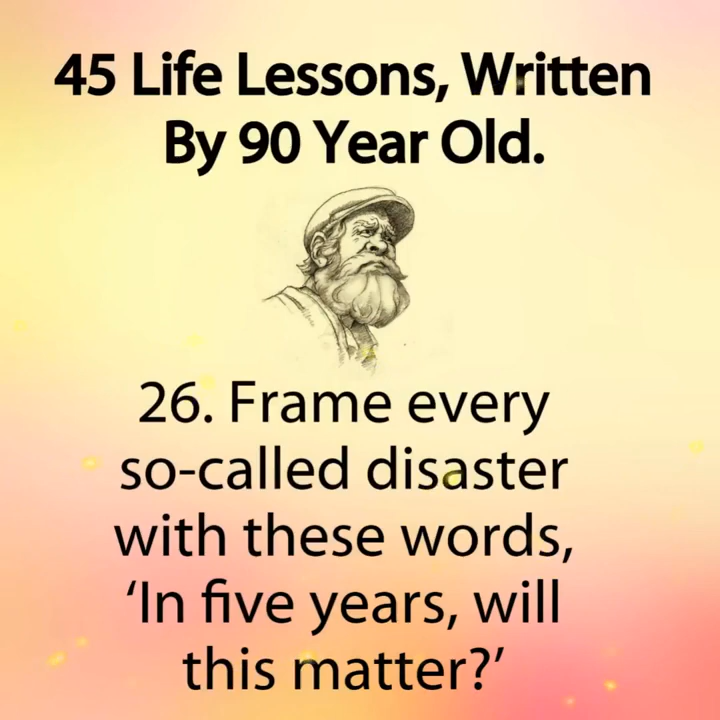 45 Life Lessons, Written
By 90 Year Old.
26. Frame every
so-called disaster
with these words,
‘In five years, will
this matter?’